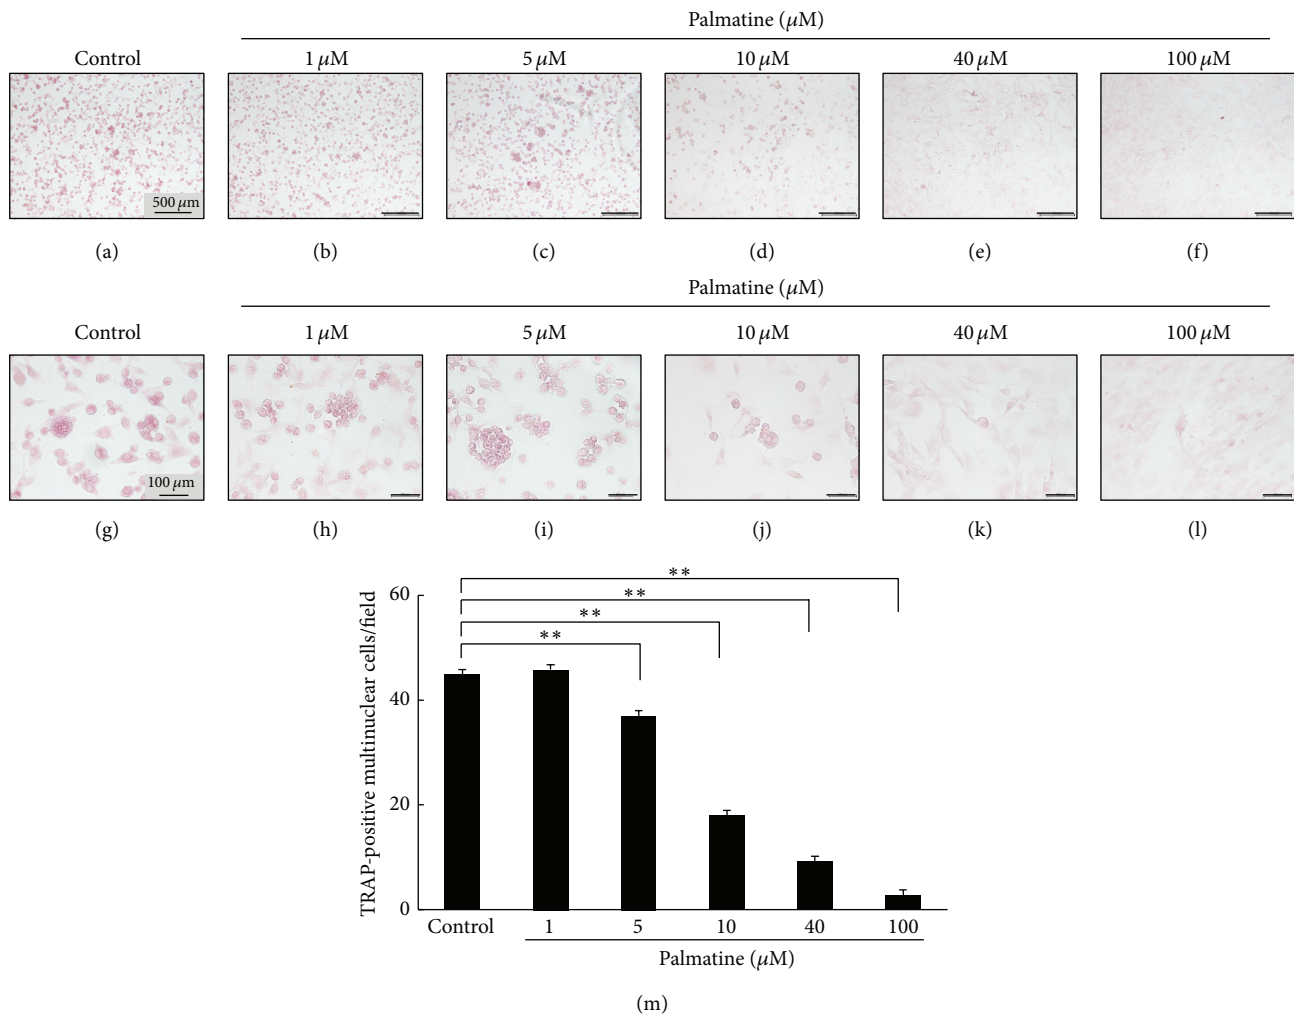 Palmatine (μM)
Control 1 μM 5 μM 10 μM 40 μM 100 μM
500 μm
(a) (b) (c) (d) (e) (f)
Palmatine (μM)
Control 1 μM 5 μM 10 μM 40 μM 100 μM
100 μm
(g) (h) (i) (j) (k) (l)
**
**
**
**
TRAP-positive multinuclear cells/field
60
40
20
0
Control 1 5 10 40 100
Palmatine (μM)
(m)